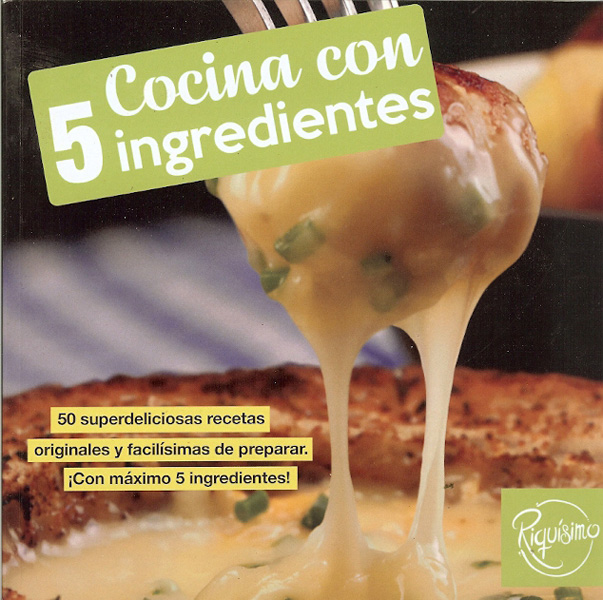 Cocina con
5 ingredientes
50 superdeliciosas recetas
originales y facilísimas de preparar.
¡Con máximo 5 ingredientes!
Riquísimo